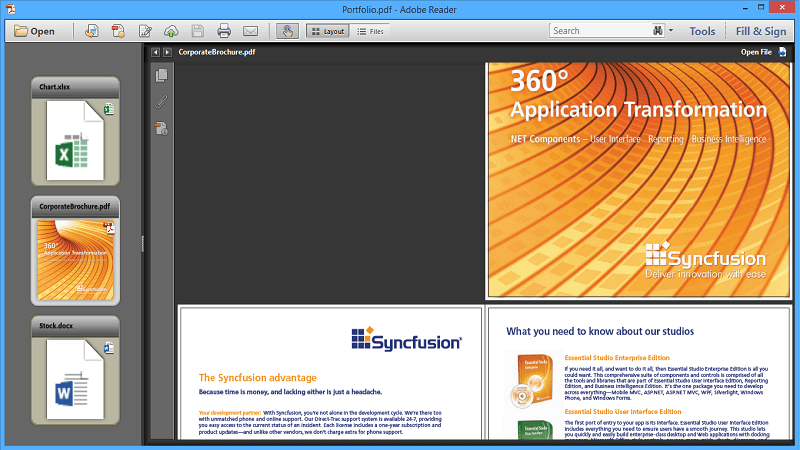 Portfolio.pdf - Adobe Reader
Open
Layout
Files
Search
Tools
Fill & Sign
CorporateBrochure.pdf
Open File
Chart.xlsx
CorporateBrochure.pdf
360°
Application Transformation
Syncfusion
Stock.docx
360°
Application Transformation
.NET Components – User Interface Reporting Business Intelligence
Syncfusion
Deliver innovation with ease
Syncfusion
The Syncfusion advantage
Because time is money, and lacking either is just a headache.
Your development partner: With Syncfusion, you're not alone in the development cycle. We're there too
with unmatched phone and online support. Our Direct-Trac support system is available 24-7, providing
you easy access to the current status of an incident. Each license includes a one-year subscription and
product updates—and unlike other vendors, we don't charge extra for phone support.
What you need to know about our studios
Essential Studio Enterprise Edition
If you need it all, and want to do it all, then Essential Studio Enterprise Edition is all you
could want. This comprehensive suite of components and controls is comprised of all
the tools and libraries that are part of Essential Studio User Interface Edition, Reporting
Edition, and Business Intelligence Edition. It's the one package you need to develop
across everything—Mobile MVC, ASP.NET, ASP.NET MVC, WPF, Silverlight, Windows
Phone, and Windows Forms.
Essential Studio User Interface Edition
The first port of entry to your app is its interface. Essential Studio User Interface Edition
includes everything you need to ensure users have a smooth journey. This studio lets
you quickly and easily build enterprise-class desktop and Web applications with docking